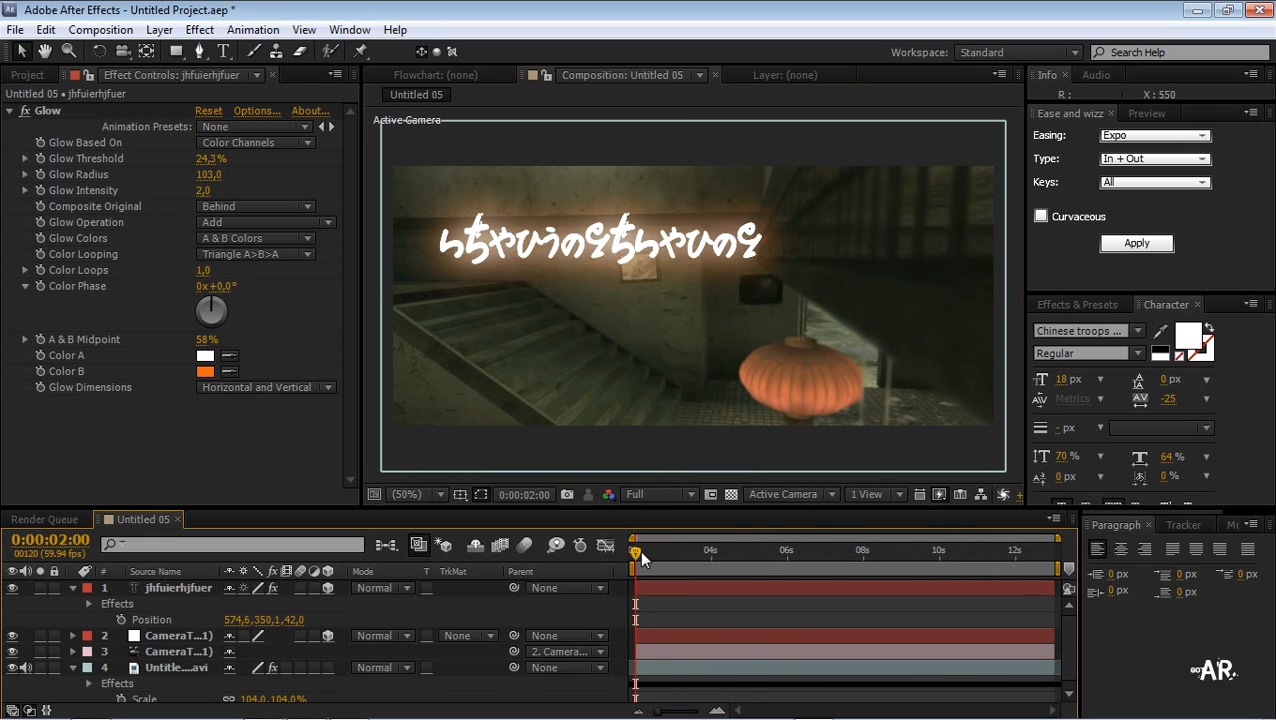 Adobe After Effects - Untitled Project.aep *
File Edit Composition Layer Effect Animation View Window Help
Workspace: Standard Search Help
Project Effect Controls: jhfuierhjfuer
Flowchart: (none) Composition: Untitled 05 Layer: (none)
Info Audio
Untitled 05 • jhfuierhjfuer
Untitled 05
R : X : 550
fx Glow Reset Options... About...
Ease and wizz Preview
Active Camera
Animation Presets: None
Easing: Expo
Glow Based On Color Channels
Glow Threshold 24,3%
Type: In + Out
Glow Radius 103,0
Keys: All
Glow Intensity 2,0
Composite Original Behind
Curvaceous
Glow Operation Add
Glow Colors A & B Colors
Apply
Color Looping Triangle A>B>A
Color Loops 1,0
Color Phase 0x+0,0°
A & B Midpoint 58%
Color A
Color B
Glow Dimensions Horizontal and Vertical
らちやひうのをちらやひのを
Effects & Presets Character
Chinese troops ...
Regular
18 px 0 px
Metrics -25
- px
70 % 64 %
0 px 0 %
(50%) 0:00:02:00 Full Active Camera 1 View
Render Queue Untitled 05
Paragraph Tracker
0:00:02:00
00120 (59.94 fps)
04s 06s 08s 10s 12s
# Source Name Mode T TrkMat Parent
1 T jhfuierhjfuer fx Normal None
Effects
Position 574,6,350,1,42,0
2 CameraT...1) Normal None None
3 CameraT...1) 2. Camera...
4 Untitle....avi fx Normal None
Effects
Scale 104,0,104,0%
0 px 0 px 0 px
0 px 0 px
AR.